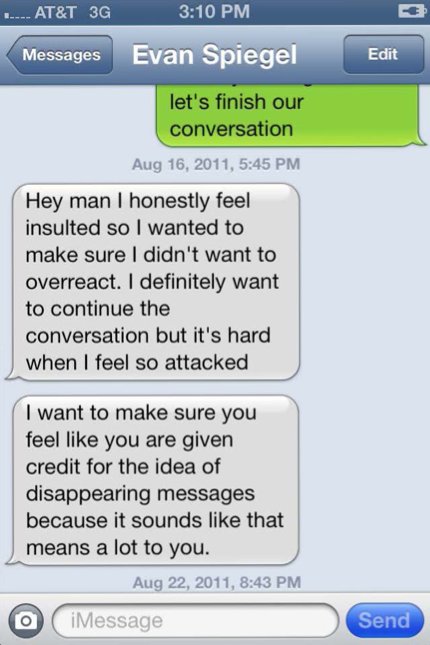 AT&T 3G 3:10 PM
Messages Evan Spiegel Edit
let's finish our
conversation
Aug 16, 2011, 5:45 PM
Hey man I honestly feel
insulted so I wanted to
make sure I didn't want to
overreact. I definitely want
to continue the
conversation but it's hard
when I feel so attacked
I want to make sure you
feel like you are given
credit for the idea of
disappearing messages
because it sounds like that
means a lot to you.
Aug 22, 2011, 8:43 PM
iMessage Send